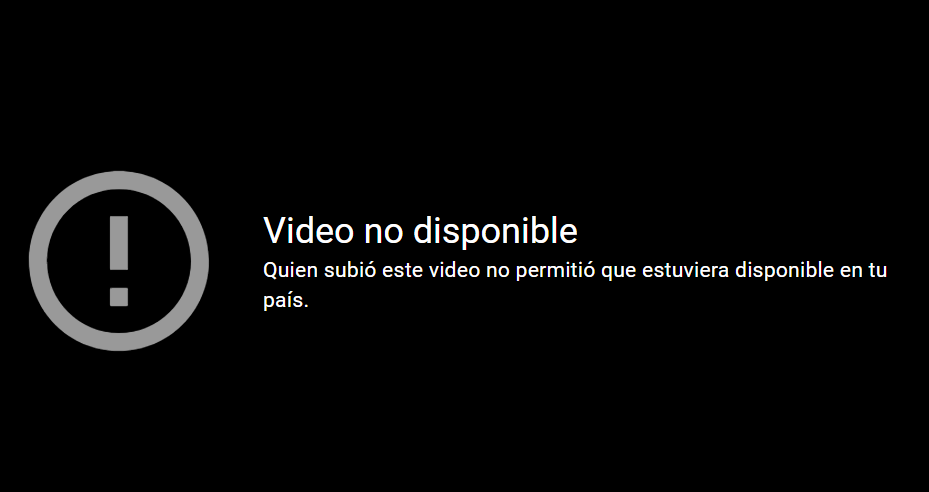 Video no disponible
Quien subió este video no permitió que estuviera disponible en tu
país.